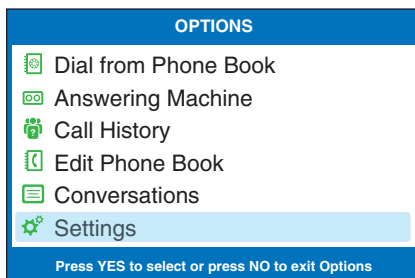 OPTIONS
Dial from Phone Book
Answering Machine
Call History
Edit Phone Book
Conversations
Settings
Press YES to select or press NO to exit Options